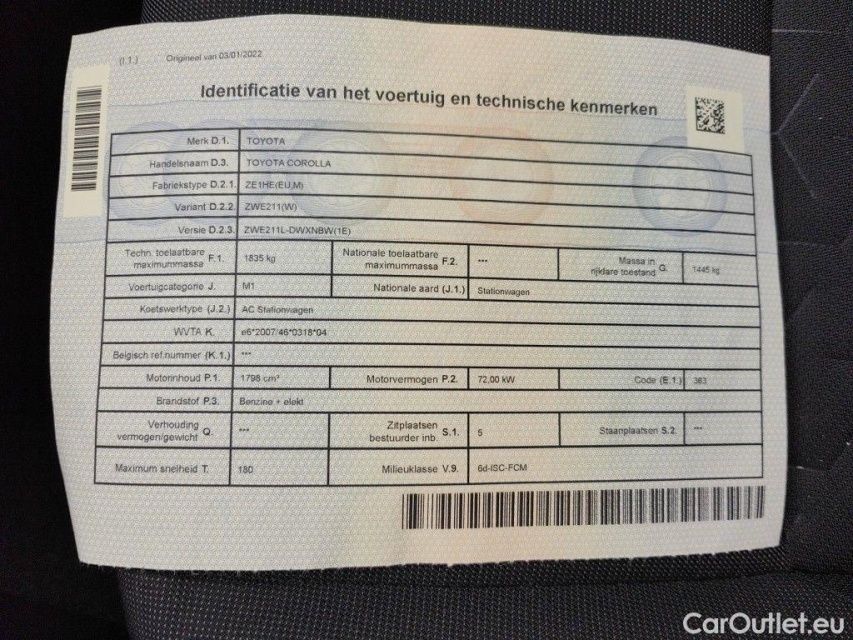 (I.1.) Origineel van 03/01/2022
Identificatie van het voertuig en technische kenmerken
Merk D.1. TOYOTA
Handelsnaam D.3. TOYOTA COROLLA
Fabriekstype D.2.1. ZE1HE(EU,M)
Variant D.2.2. ZWE211(W)
Versie D.2.3. ZWE211L-DWXNBW(1E)
Techn. toelaatbare maximummassa F.1. 1835 kg Nationale toelaatbare maximummassa F.2. *** Massa in rijklare toestand G. 1445 kg
Voertuigcategorie J. M1 Nationale aard (J.1.) Stationwagen
Koetswerktype (J.2.) AC Stationwagen
WVTA K. e6*2007/46*0318*04
Belgisch ref.nummer (K.1.) ***
Motorinhoud P.1. 1798 cm³ Motorvermogen P.2. 72,00 kW Code (E.1.) 363
Brandstof P.3. Benzine + elekt
Verhouding vermogen/gewicht Q. *** Zitplaatsen bestuurder inb. S.1. 5 Staanplaatsen S.2. ***
Maximum snelheid T. 180 Milieuklasse V.9. 6d-ISC-FCM
CarOutlet.eu